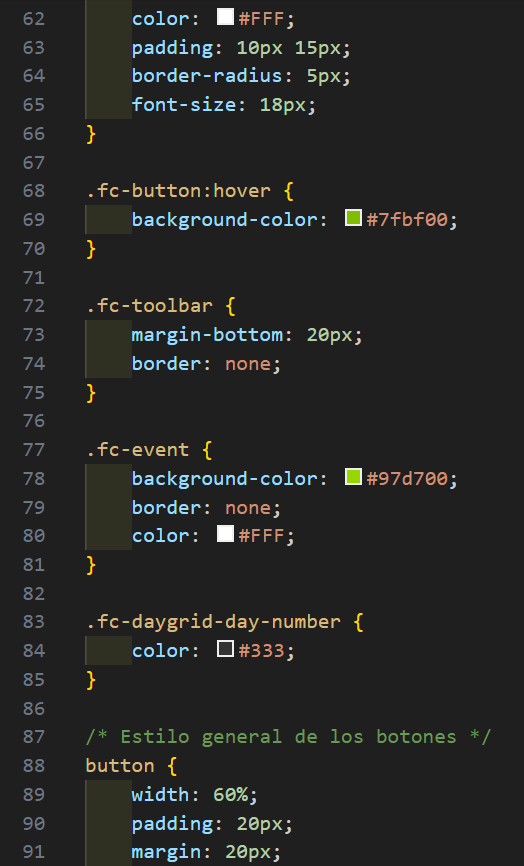 62 color: #FFF;
63 padding: 10px 15px;
64 border-radius: 5px;
65 font-size: 18px;
66 }
67
68 .fc-button:hover {
69 background-color: #7fbf00;
70 }
71
72 .fc-toolbar {
73 margin-bottom: 20px;
74 border: none;
75 }
76
77 .fc-event {
78 background-color: #97d700;
79 border: none;
80 color: #FFF;
81 }
82
83 .fc-daygrid-day-number {
84 color: #333;
85 }
86
87 /* Estilo general de los botones */
88 button {
89 width: 60%;
90 padding: 20px;
91 margin: 20px;